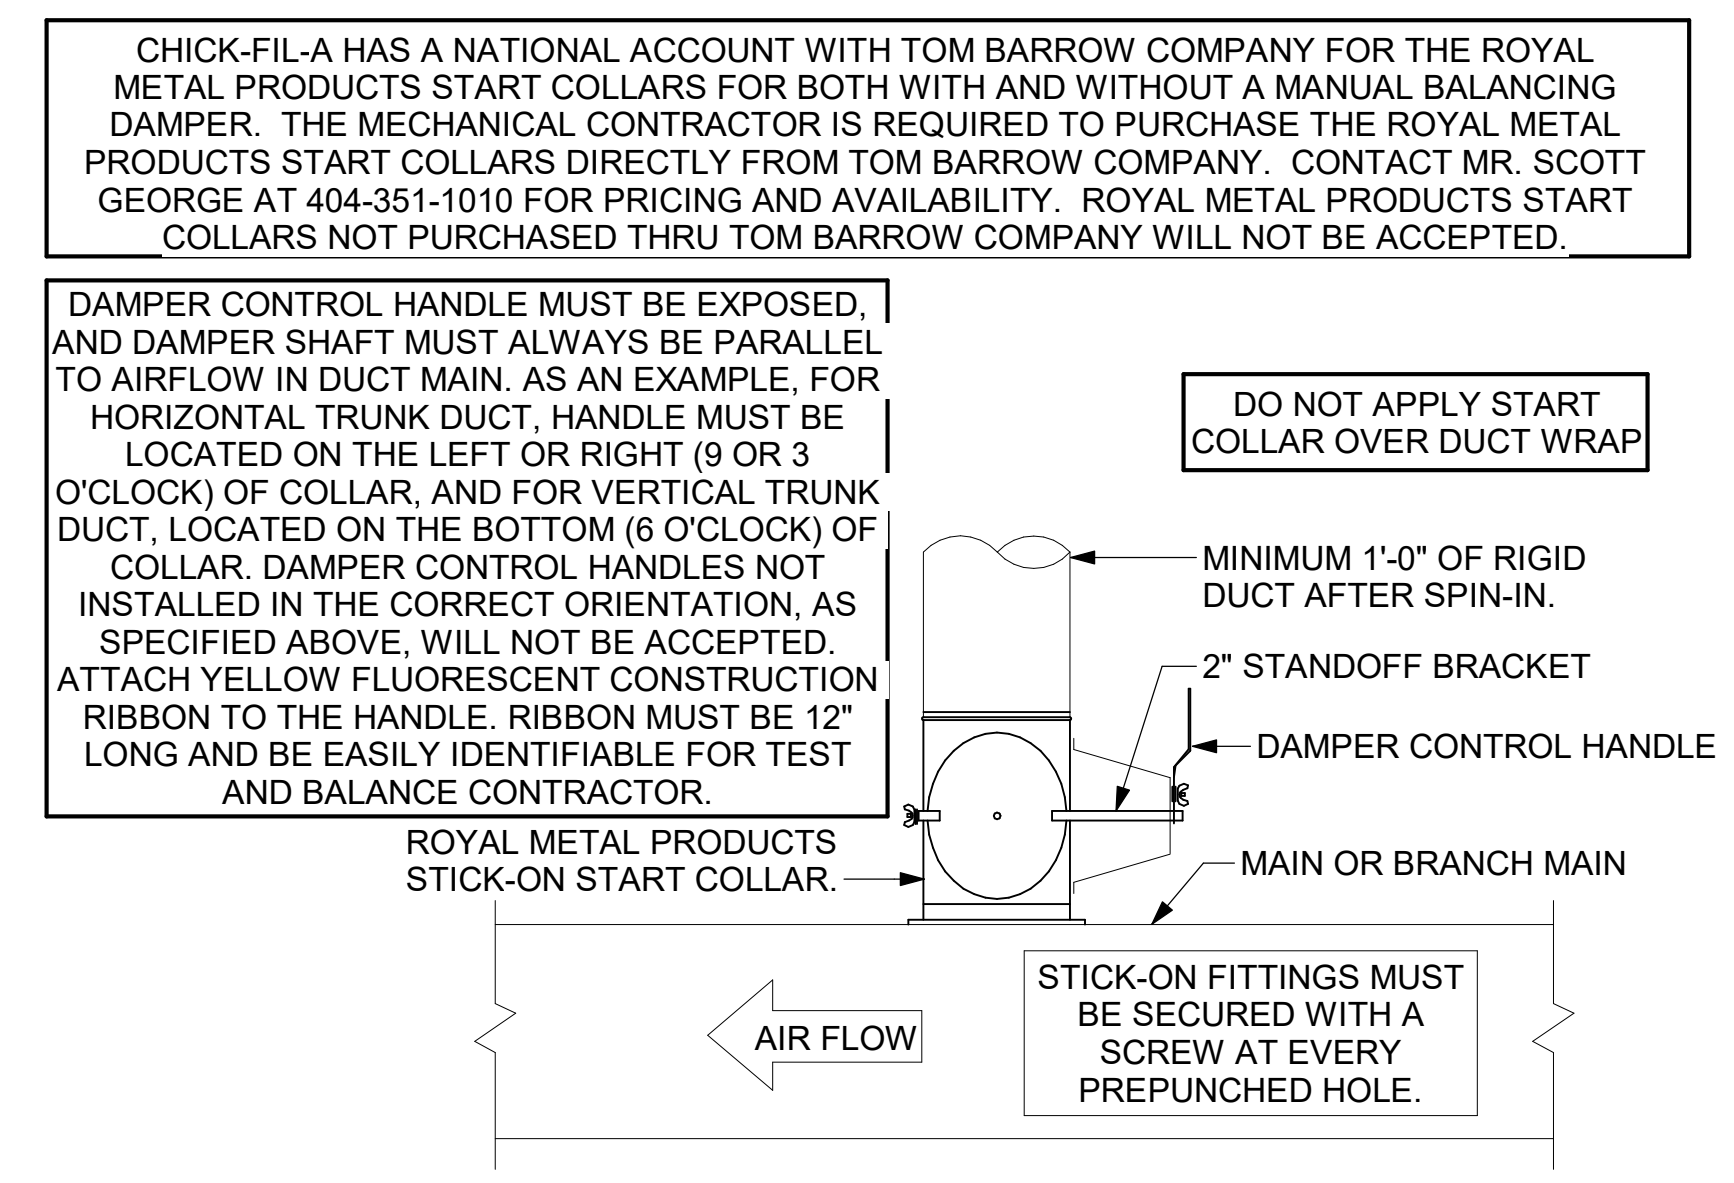 CHICK-FIL-A HAS A NATIONAL ACCOUNT WITH TOM BARROW COMPANY FOR THE ROYAL
METAL PRODUCTS START COLLARS FOR BOTH WITH AND WITHOUT A MANUAL BALANCING
DAMPER. THE MECHANICAL CONTRACTOR IS REQUIRED TO PURCHASE THE ROYAL METAL
PRODUCTS START COLLARS DIRECTLY FROM TOM BARROW COMPANY. CONTACT MR. SCOTT
GEORGE AT 404-351-1010 FOR PRICING AND AVAILABILITY. ROYAL METAL PRODUCTS START
COLLARS NOT PURCHASED THRU TOM BARROW COMPANY WILL NOT BE ACCEPTED.
DAMPER CONTROL HANDLE MUST BE EXPOSED,
AND DAMPER SHAFT MUST ALWAYS BE PARALLEL
TO AIRFLOW IN DUCT MAIN. AS AN EXAMPLE, FOR
HORIZONTAL TRUNK DUCT, HANDLE MUST BE
LOCATED ON THE LEFT OR RIGHT (9 OR 3
O'CLOCK) OF COLLAR, AND FOR VERTICAL TRUNK
DUCT, LOCATED ON THE BOTTOM (6 O'CLOCK) OF
COLLAR. DAMPER CONTROL HANDLES NOT
INSTALLED IN THE CORRECT ORIENTATION, AS
SPECIFIED ABOVE, WILL NOT BE ACCEPTED.
ATTACH YELLOW FLUORESCENT CONSTRUCTION
RIBBON TO THE HANDLE. RIBBON MUST BE 12"
LONG AND BE EASILY IDENTIFIABLE FOR TEST
AND BALANCE CONTRACTOR.
DO NOT APPLY START
COLLAR OVER DUCT WRAP
MINIMUM 1'-0" OF RIGID
DUCT AFTER SPIN-IN.
2" STANDOFF BRACKET
DAMPER CONTROL HANDLE
ROYAL METAL PRODUCTS
STICK-ON START COLLAR.
MAIN OR BRANCH MAIN
AIR FLOW
STICK-ON FITTINGS MUST
BE SECURED WITH A
SCREW AT EVERY
PREPUNCHED HOLE.